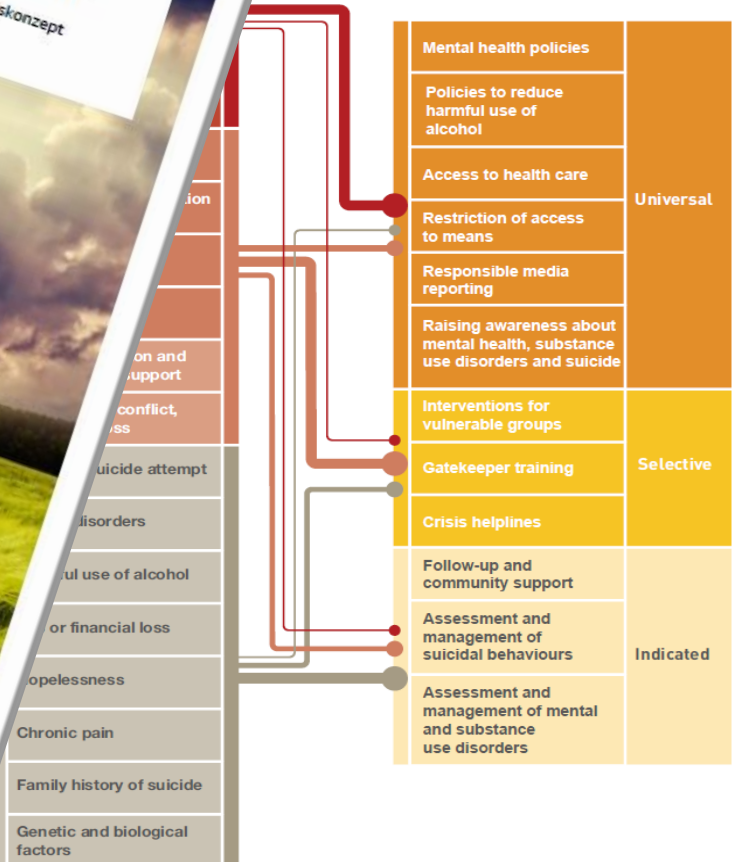 skonzept
ion
on and
upport
conflict,
ss
uicide attempt
disorders
ul use of alcohol
or financial loss
opelessness
Chronic pain
Family history of suicide
Genetic and biological
factors
Mental health policies
Policies to reduce
harmful use of
alcohol
Access to health care
Restriction of access
to means
Responsible media
reporting
Raising awareness about
mental health, substance
use disorders and suicide
Universal
Interventions for
vulnerable groups
Gatekeeper training
Crisis helplines
Selective
Follow-up and
community support
Assessment and
management of
suicidal behaviours
Assessment and
management of mental
and substance
use disorders
Indicated